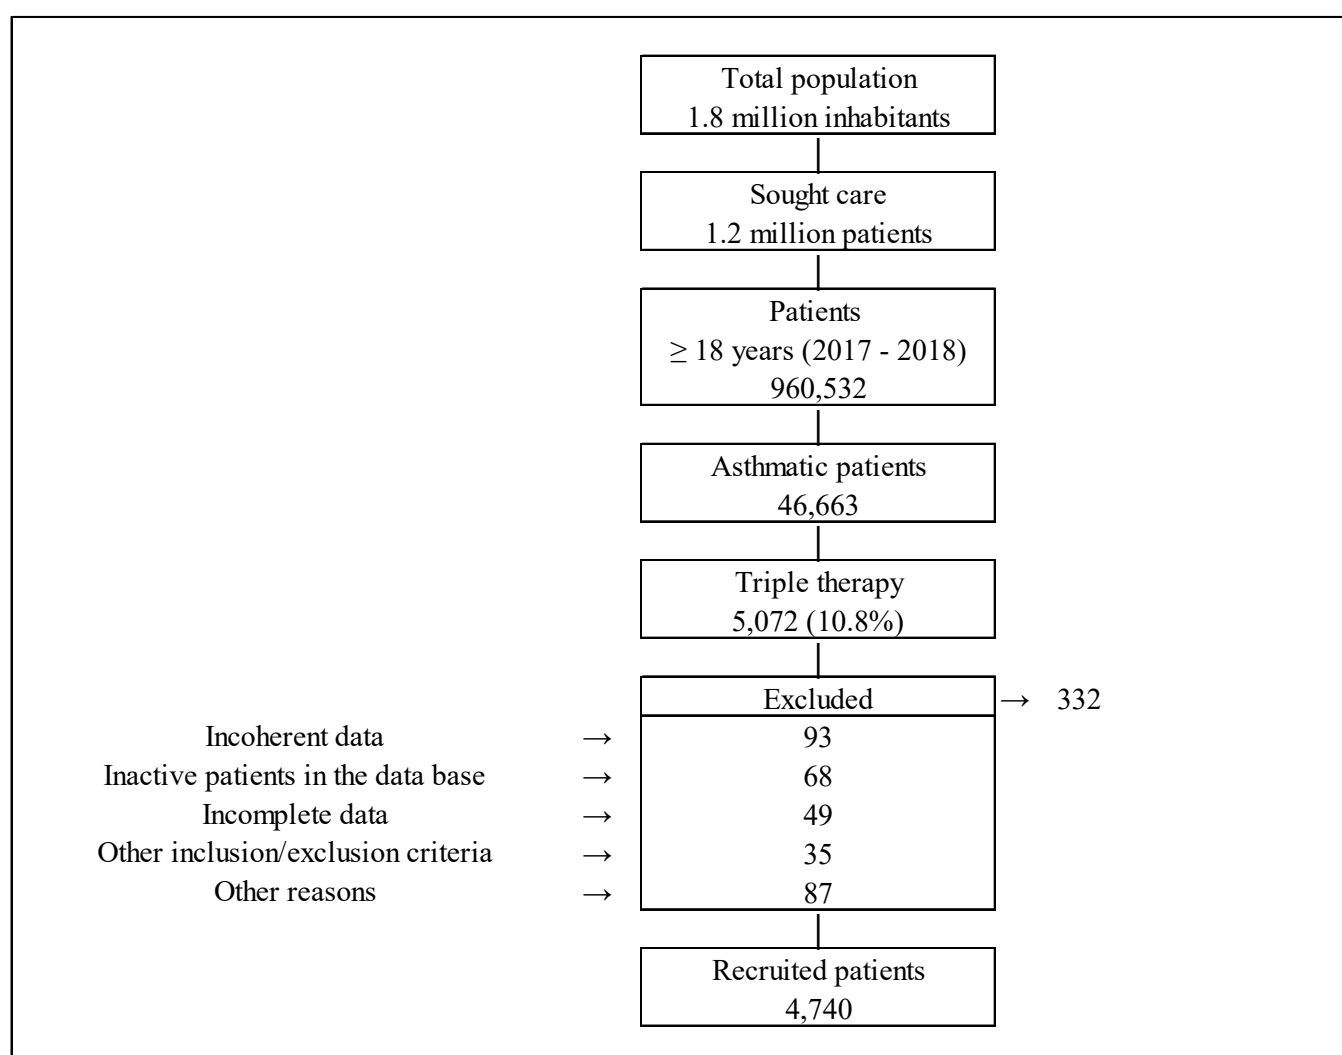 Total population
1.8 million inhabitants
Sought care
1.2 million patients
Patients
≥ 18 years (2017 - 2018)
960,532
Asthmatic patients
46,663
Triple therapy
5,072 (10.8%)
Excluded → 332
Incoherent data → 93
Inactive patients in the data base → 68
Incomplete data → 49
Other inclusion/exclusion criteria → 35
Other reasons → 87
Recruited patients
4,740